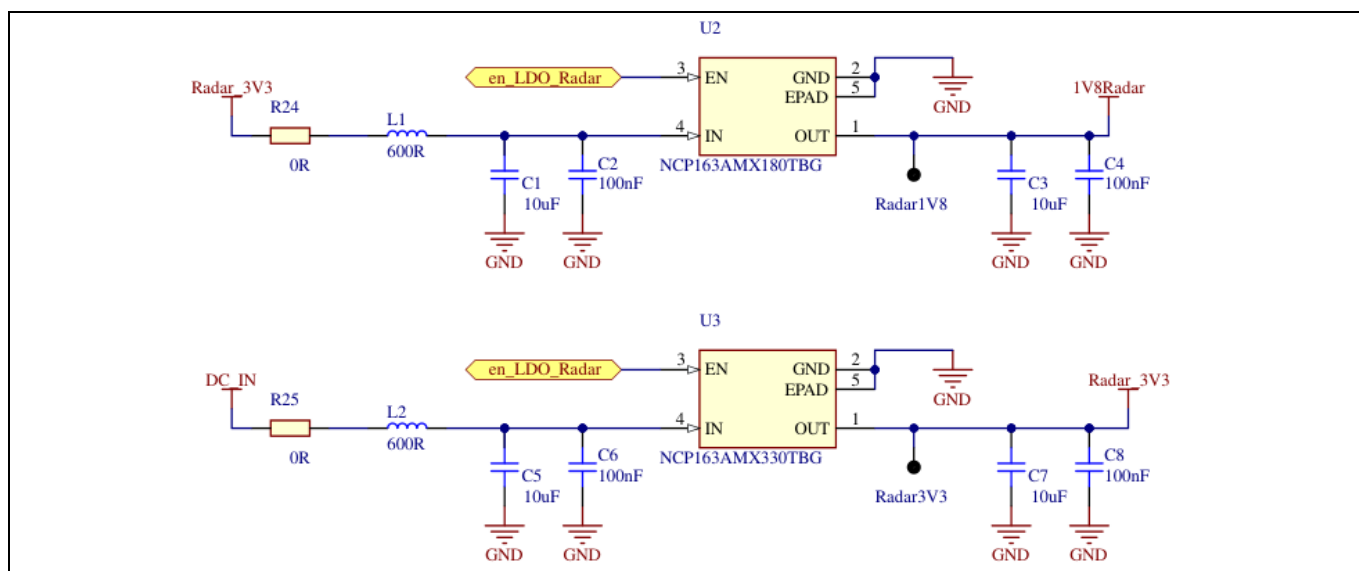 U2
en_LDO_Radar
3
EN
GND
2
EPAD
5
GND
Radar_3V3
R24
0R
L1
600R
4
IN
OUT
1
NCP163AMX180TBG
1V8Radar
C1
10uF
C2
100nF
Radar1V8
C3
10uF
C4
100nF
GND
GND
GND
GND
U3
en_LDO_Radar
3
EN
GND
2
EPAD
5
GND
DC_IN
R25
0R
L2
600R
4
IN
OUT
1
NCP163AMX330TBG
Radar_3V3
C5
10uF
C6
100nF
Radar3V3
C7
10uF
C8
100nF
GND
GND
GND
GND